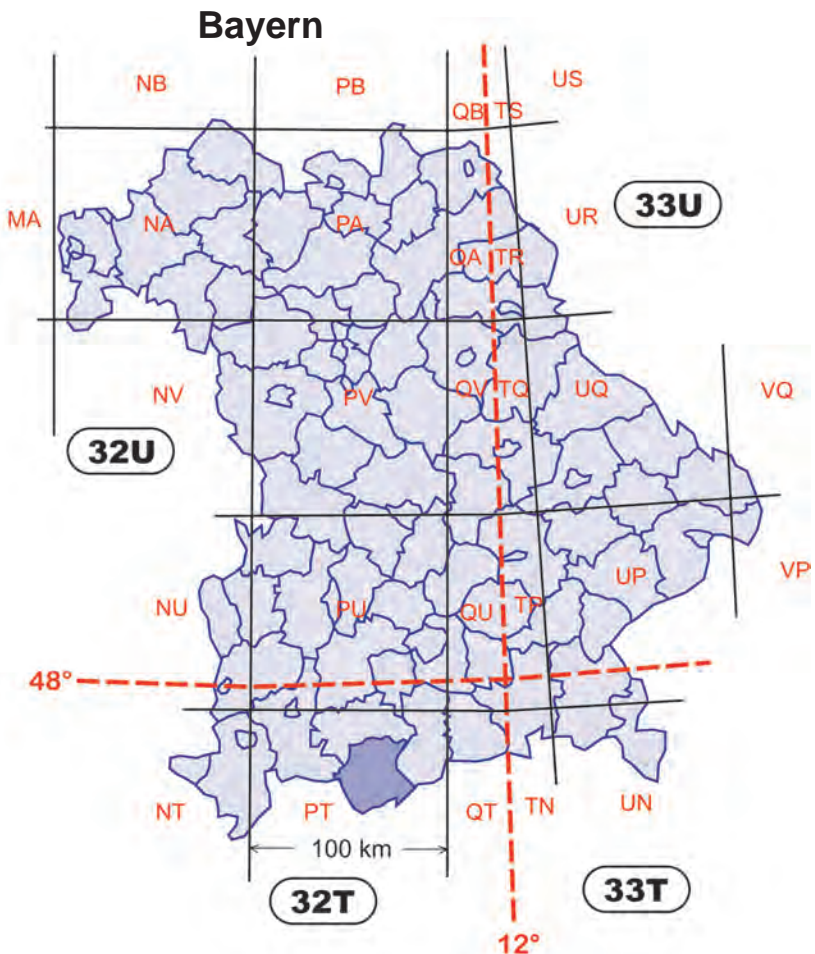 Bayern
NB PB US
QB TS
MA NA PA UR 33U
QA TR
NV PV QV TQ UQ VQ
32U
NU PU QU TP UP VP
48°
NT PT QT TN UN
100 km
32T 33T
12°